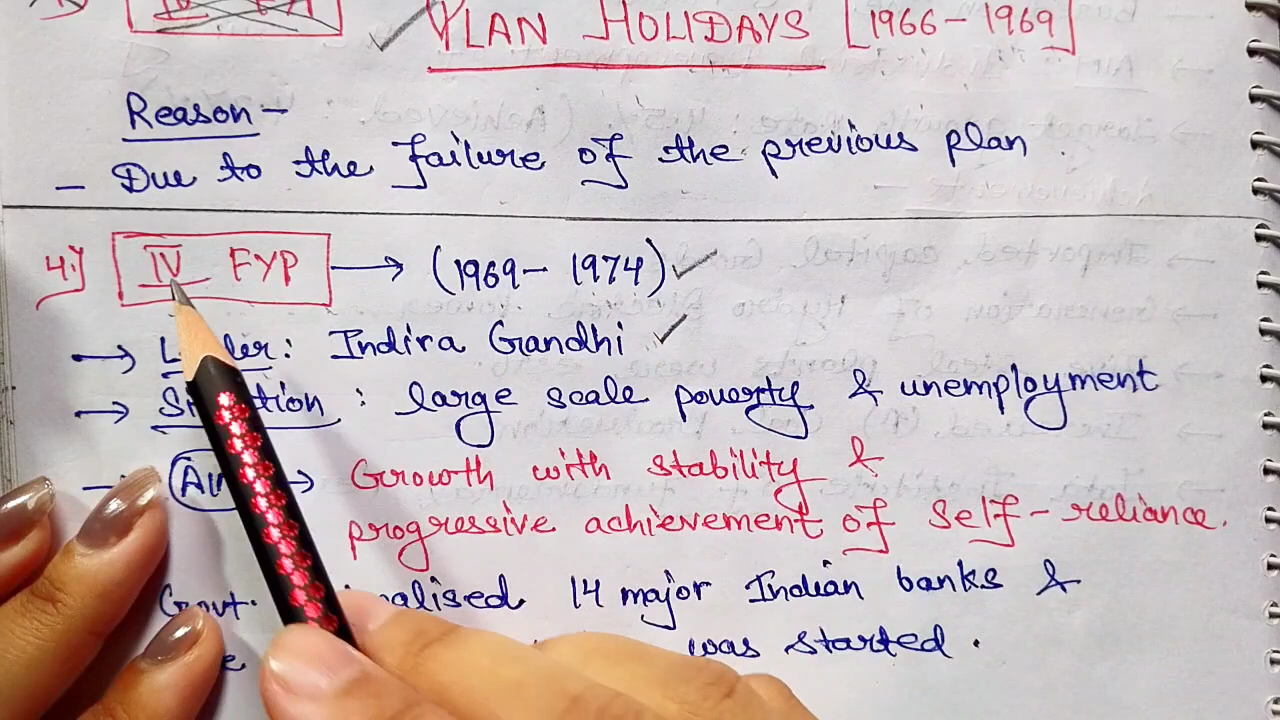 PLAN HOLIDAYS [1966-1969]
Reason -
- Due to the failure of the previous plan.
4.) IV FYP → (1969- 1974)
→ : Indira Gandhi
→ : large scale poverty & unemployment
→ Growth with stability &
progressive achievement of Self-reliance.
Govt. 14 major Indian banks &
was started.